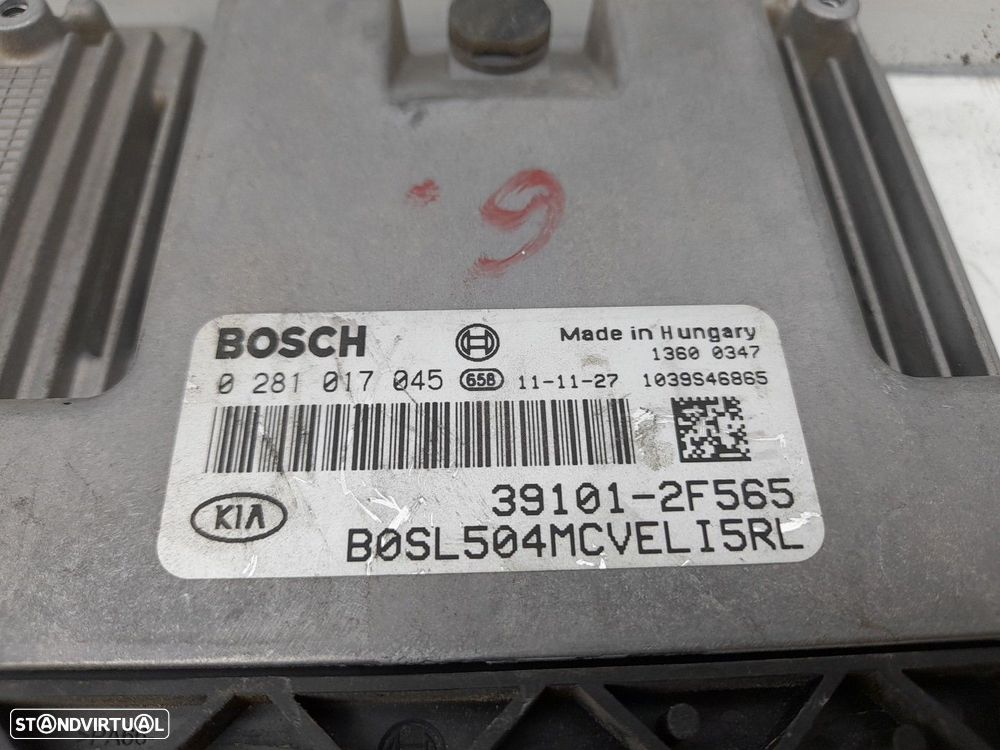 9
BOSCH
Made in Hungary
1360 0347
0 281 017 045 658 11-11-27 1039S46865
39101-2F565
KIA
B0SL504MCVELI5RL
STANDVIRTUAL